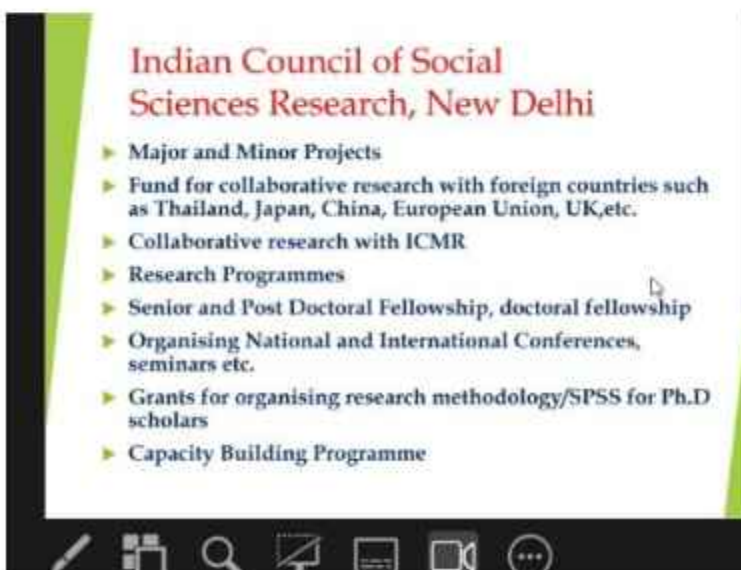 Indian Council of Social
Sciences Research, New Delhi
Major and Minor Projects
Fund for collaborative research with foreign countries such
as Thailand, Japan, China, European Union, UK,etc.
Collaborative research with ICMR
Research Programmes
Senior and Post Doctoral Fellowship, doctoral fellowship
Organising National and International Conferences,
seminars etc.
Grants for organising research methodology/SPSS for Ph.D
scholars
Capacity Building Programme